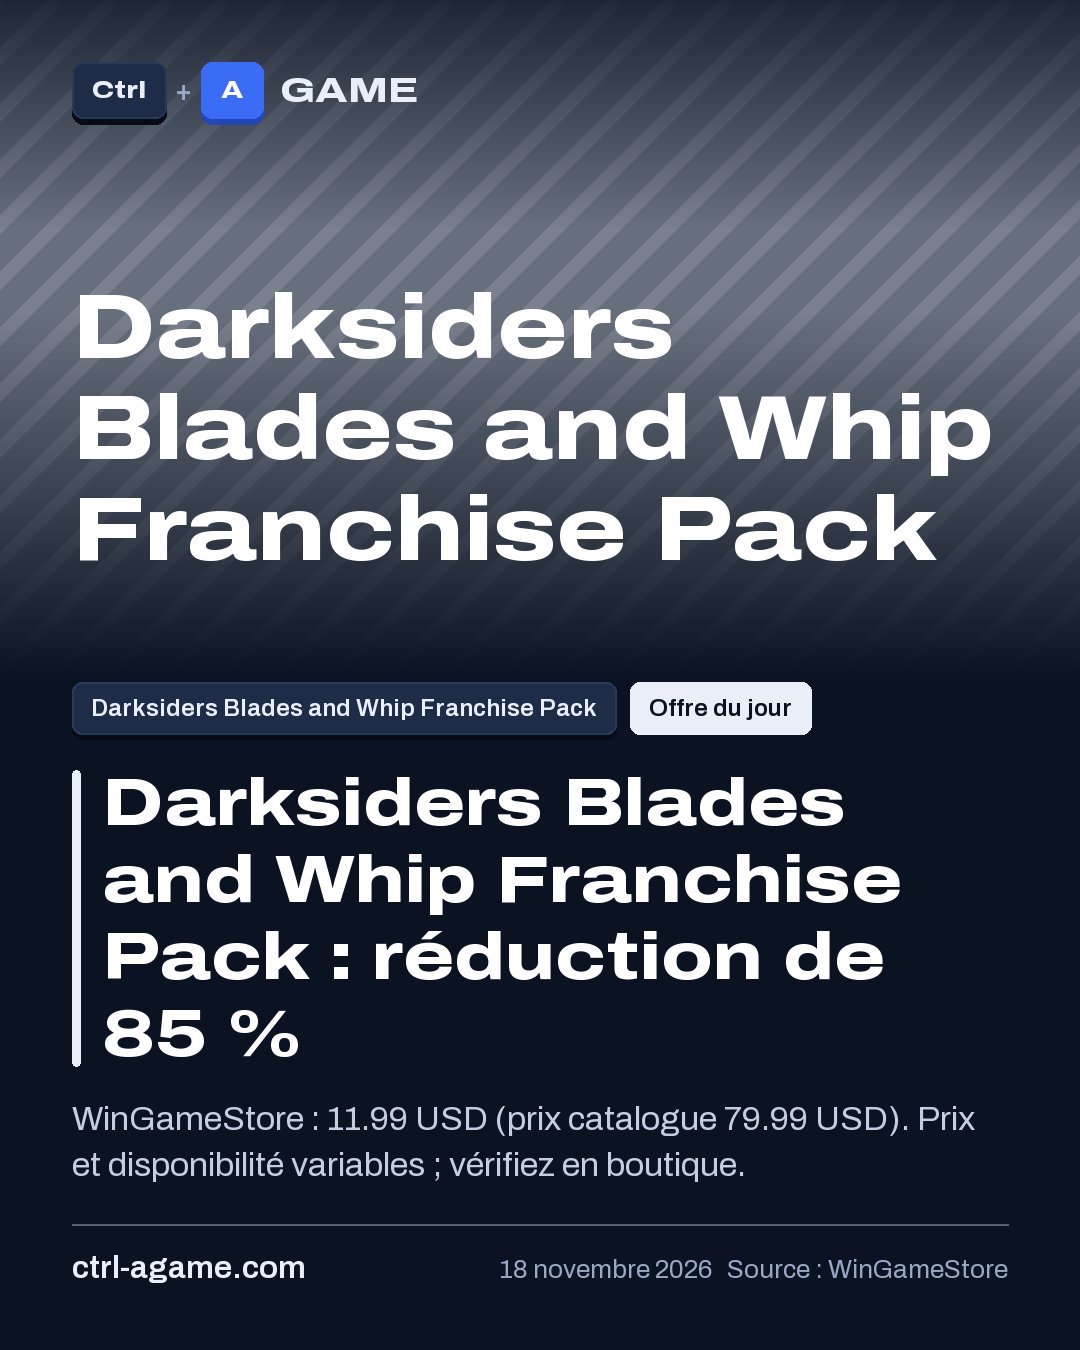 Ctrl + A GAME
Darksiders
Blades and Whip
Franchise Pack
Darksiders Blades and Whip Franchise Pack Offre du jour
Darksiders Blades
and Whip Franchise
Pack : réduction de
85 %
WinGameStore : 11.99 USD (prix catalogue 79.99 USD). Prix
et disponibilité variables ; vérifiez en boutique.
ctrl-agame.com 18 novembre 2026 Source : WinGameStore